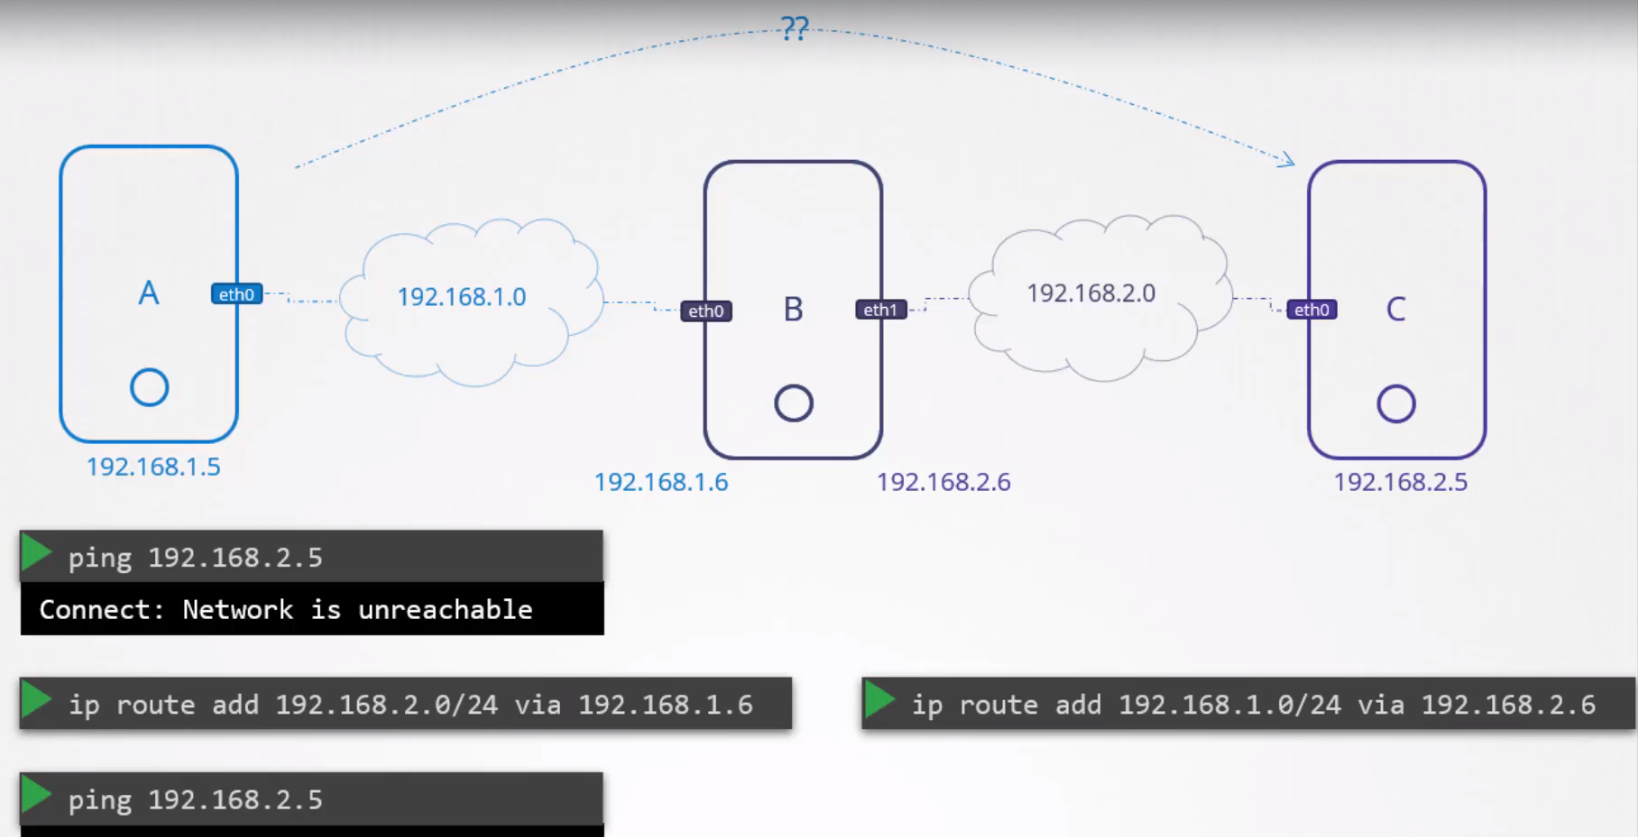 ??
A
eth0
192.168.1.0
eth0
B
eth1
192.168.2.0
eth0
C
192.168.1.5
192.168.1.6
192.168.2.6
192.168.2.5
ping 192.168.2.5
Connect: Network is unreachable
ip route add 192.168.2.0/24 via 192.168.1.6
ip route add 192.168.1.0/24 via 192.168.2.6
ping 192.168.2.5